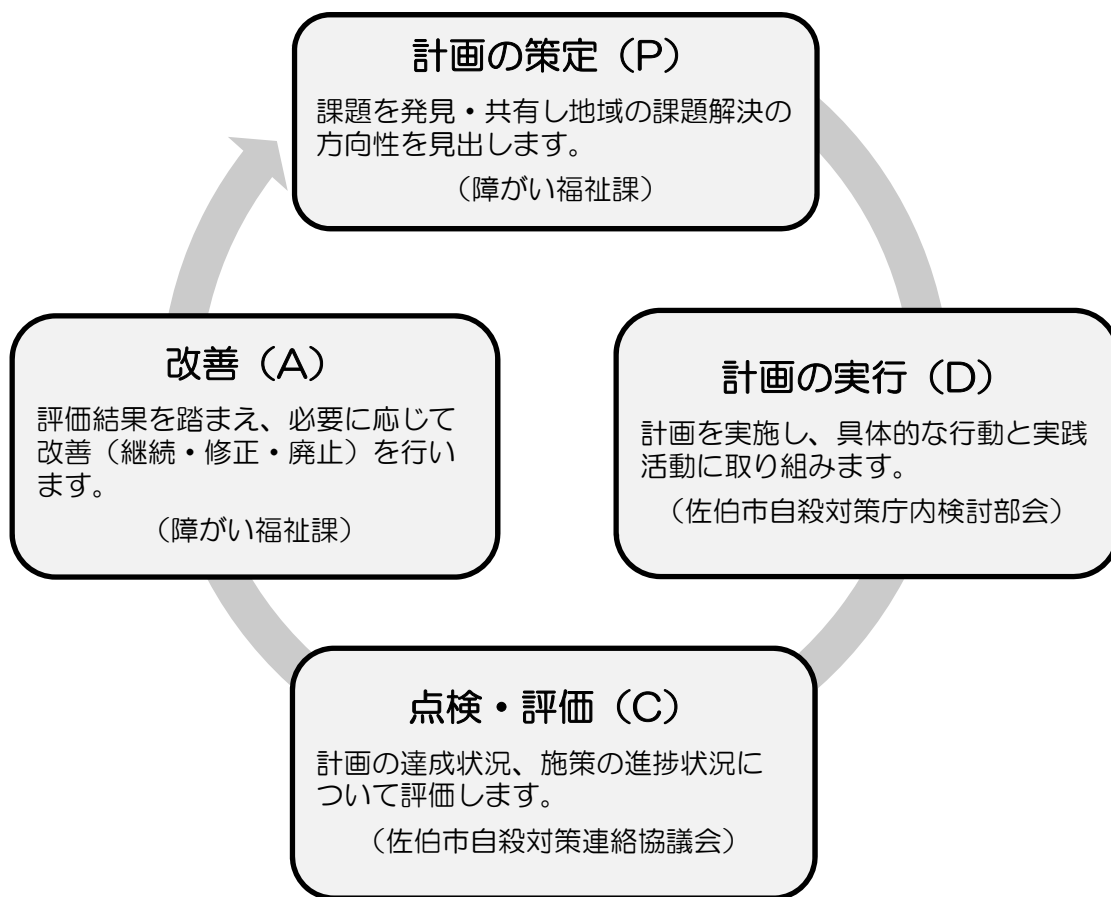 計画の策定（P）
課題を発見・共有し地域の課題解決の
方向性を見出します。
（障がい福祉課）
改善（A）
評価結果を踏まえ、必要に応じて
改善（継続・修正・廃止）を行い
ます。
（障がい福祉課）
計画の実行（D）
計画を実施し、具体的な行動と実践
活動に取り組みます。
（佐伯市自殺対策庁内検討部会）
点検・評価（C）
計画の達成状況、施策の進捗状況に
ついて評価します。
（佐伯市自殺対策連絡協議会）